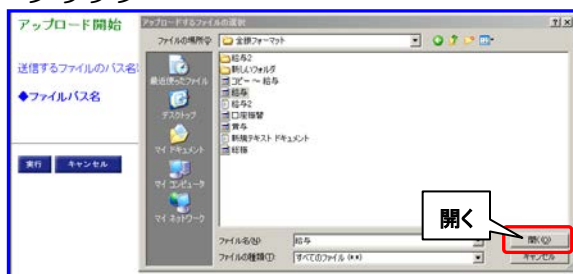 アップロード開始
送信するファイルのパス名
◆ファイルパス名
実行 キャンセル
アップロードするファイルの選択
ファイルの場所(I): 全銀フォーマット
最近使ったファイル
デスクトップ
マイ ドキュメント
マイ コンピュータ
マイ ネットワーク
給与2
新しいフォルダ
コピー ～ 給与
給与
給与2
口座振替
賞与
新規テキスト ドキュメント
総振
開く
ファイル名(N): 給与 開く(O)
ファイルの種類(T): すべてのファイル (*.*) キャンセル